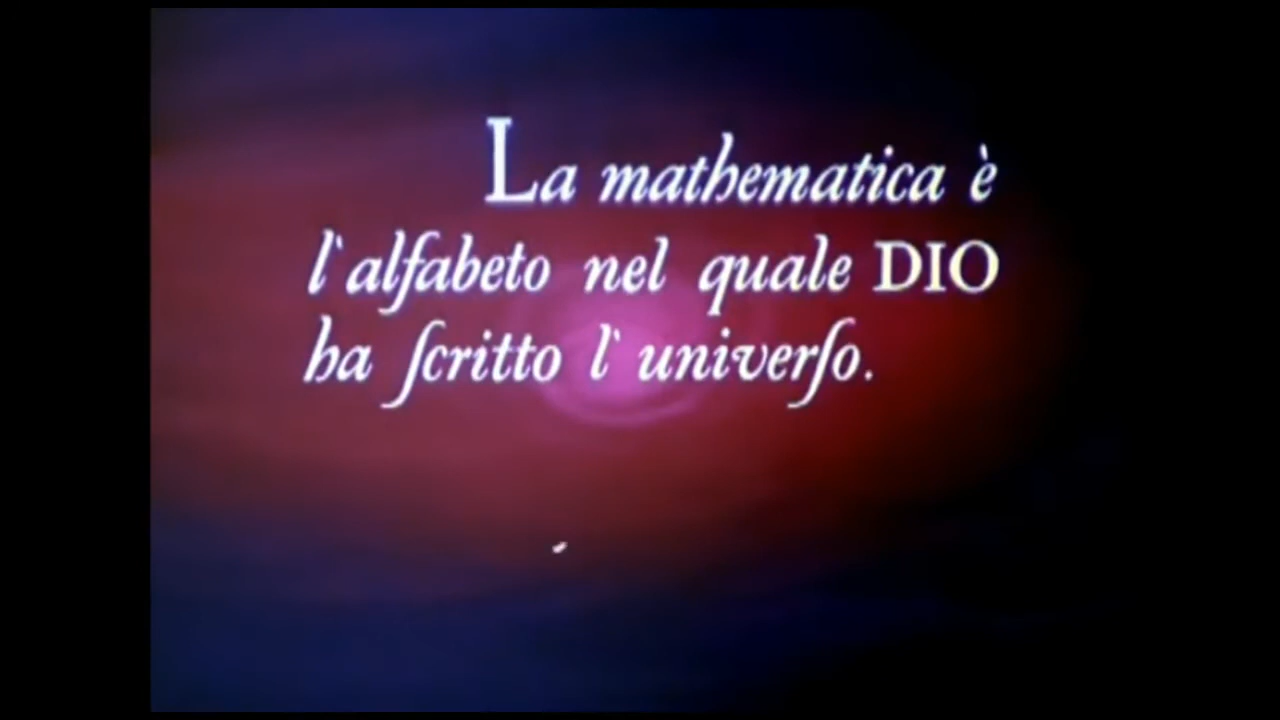 La mathematica è
l'alfabeto nel quale DIO
ha ſcritto l' univerſo.